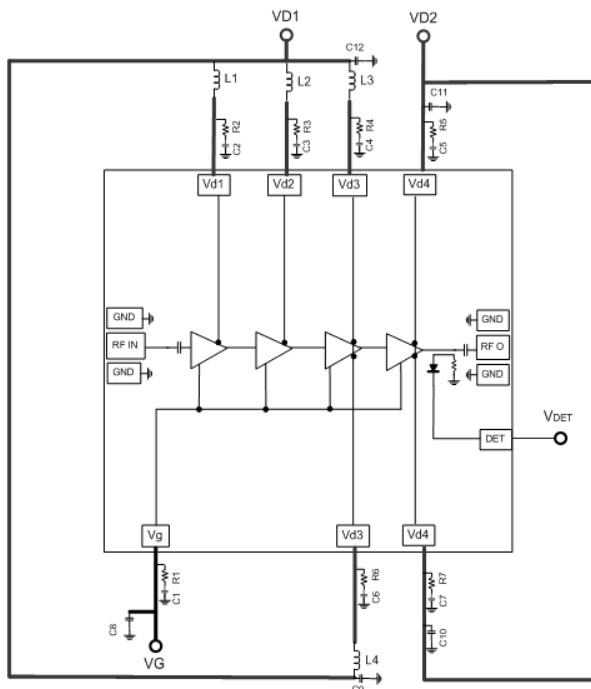 VD1
VD2
C12
L1
L2
L3
C11
R2
C2
R3
C3
R4
C4
R5
C5
Vd1
Vd2
Vd3
Vd4
GND
GND
RF IN
RF O
GND
GND
VDET
DET
Vg
Vd3
Vd4
R1
C1
R6
C6
R7
C7
C8
C10
VG
L4